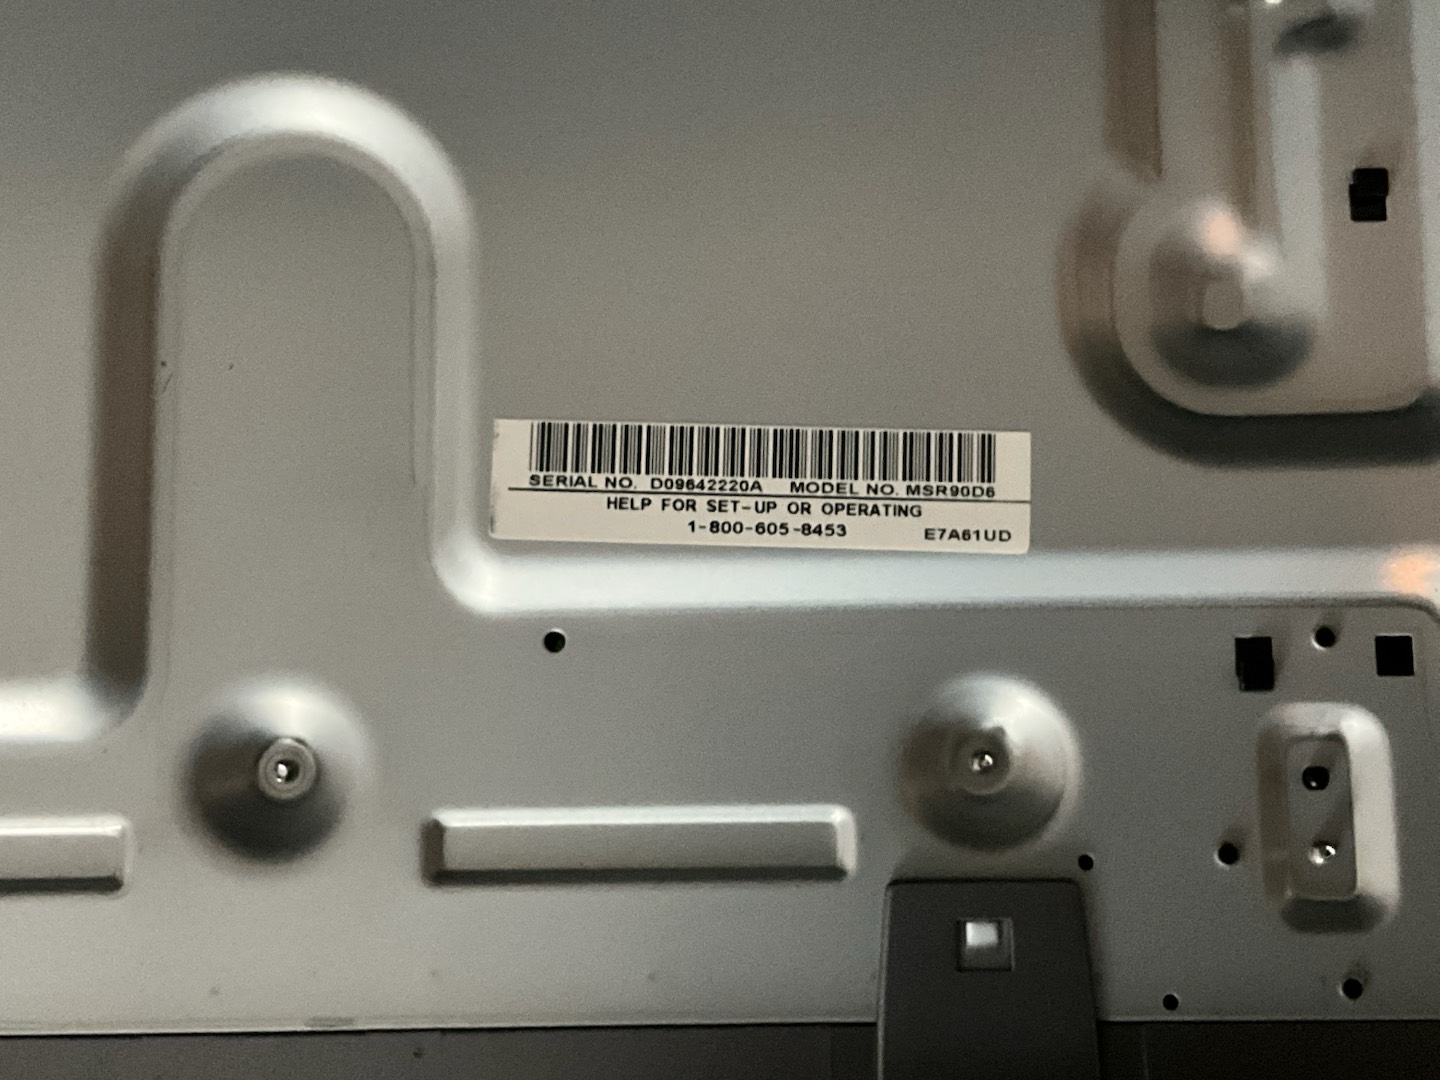 SERIAL NO. D09642220A MODEL NO. MSR90D6
HELP FOR SET-UP OR OPERATING
1-800-605-8453 E7A61UD